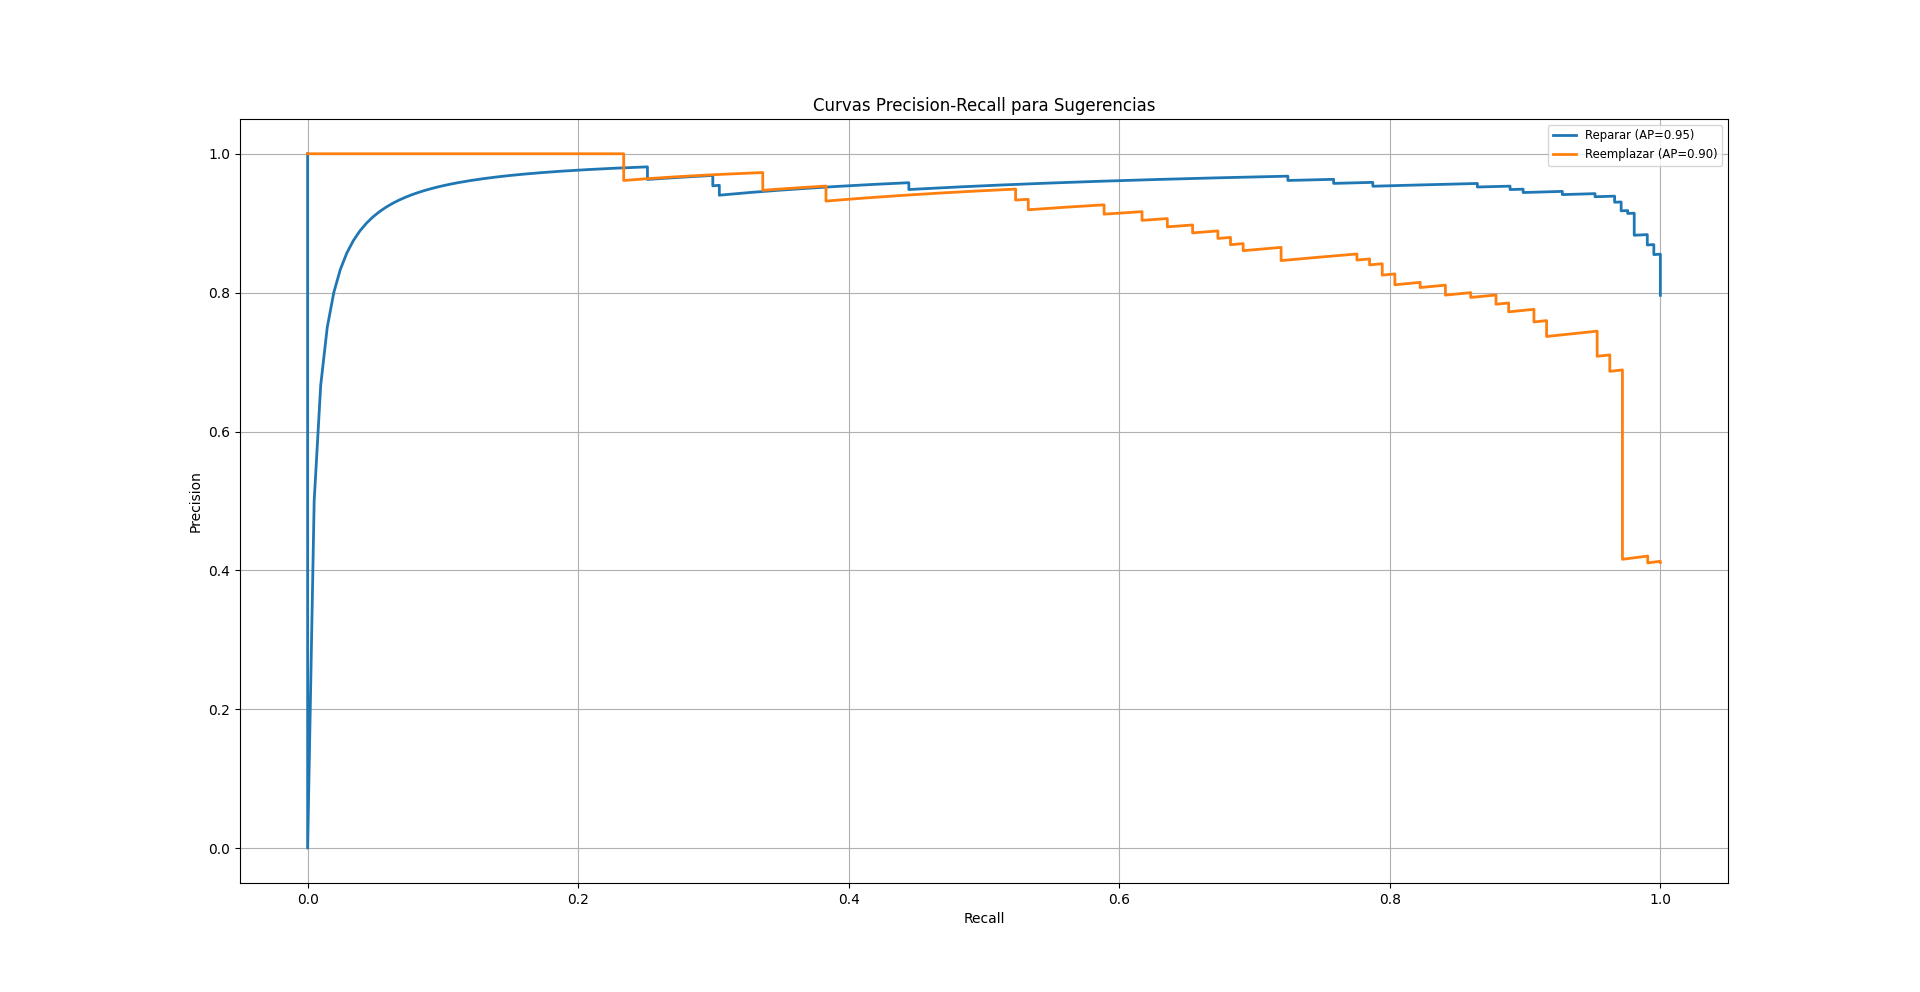 Curvas Precision-Recall para Sugerencias
Reparar (AP=0.95)
Reemplazar (AP=0.90)
1.0
0.8
0.6
0.4
0.2
0.0
Precision
0.0 0.2 0.4 0.6 0.8 1.0
Recall